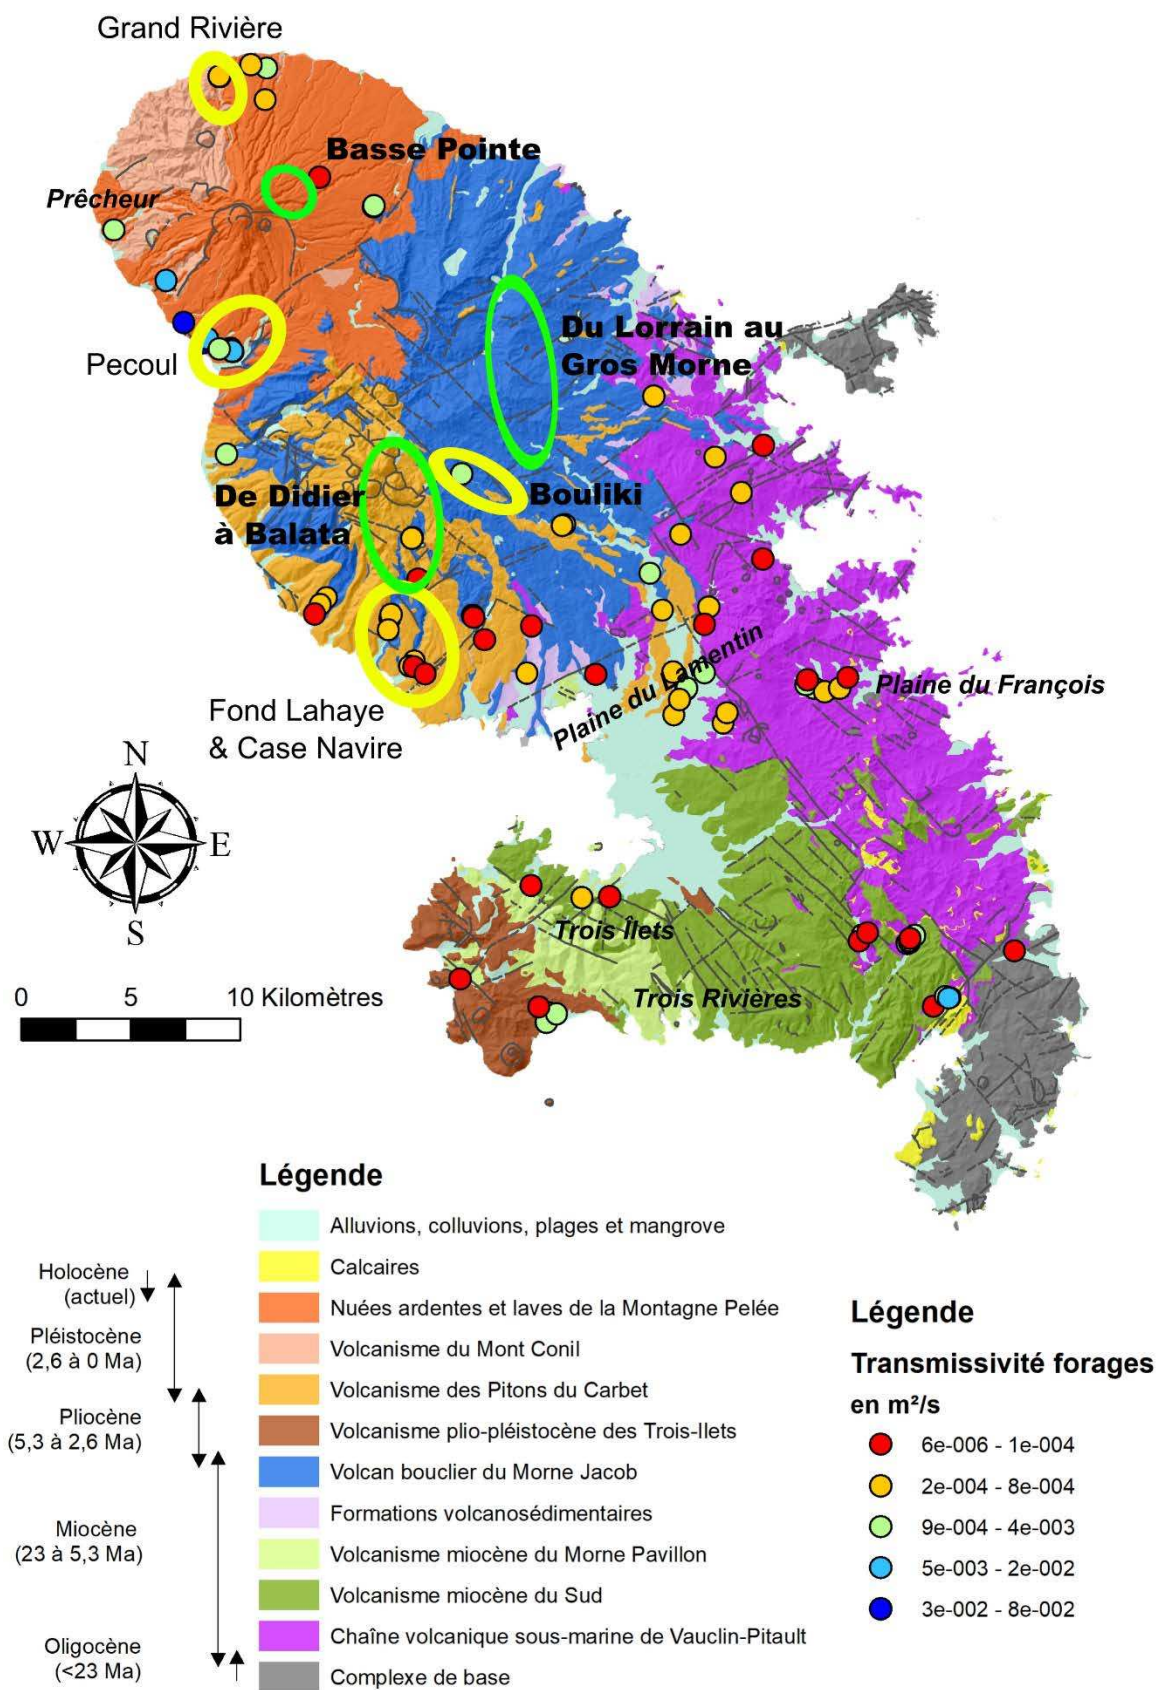 Grand Rivière
Basse Pointe
Prêcheur
Du Lorrain au
Gros Morne
Pecoul
De Didier
à Balata
Bouliki
Plaine du Lamentin
Plaine du François
Fond Lahaye
& Case Navire
N
W
E
S
Trois Îlets
Trois Rivières
0 5 10 Kilomètres
Légende
Alluvions, colluvions, plages et mangrove
Calcaires
Nuées ardentes et laves de la Montagne Pelée
Volcanisme du Mont Conil
Volcanisme des Pitons du Carbet
Volcanisme plio-pléistocène des Trois-Ilets
Volcan bouclier du Morne Jacob
Formations volcanosédimentaires
Volcanisme miocène du Morne Pavillon
Volcanisme miocène du Sud
Chaîne volcanique sous-marine de Vauclin-Pitault
Complexe de base
Holocène
(actuel)
Pléistocène
(2,6 à 0 Ma)
Pliocène
(5,3 à 2,6 Ma)
Miocène
(23 à 5,3 Ma)
Oligocène
(<23 Ma)
Légende
Transmissivité forages
en m²/s
6e-006 - 1e-004
2e-004 - 8e-004
9e-004 - 4e-003
5e-003 - 2e-002
3e-002 - 8e-002